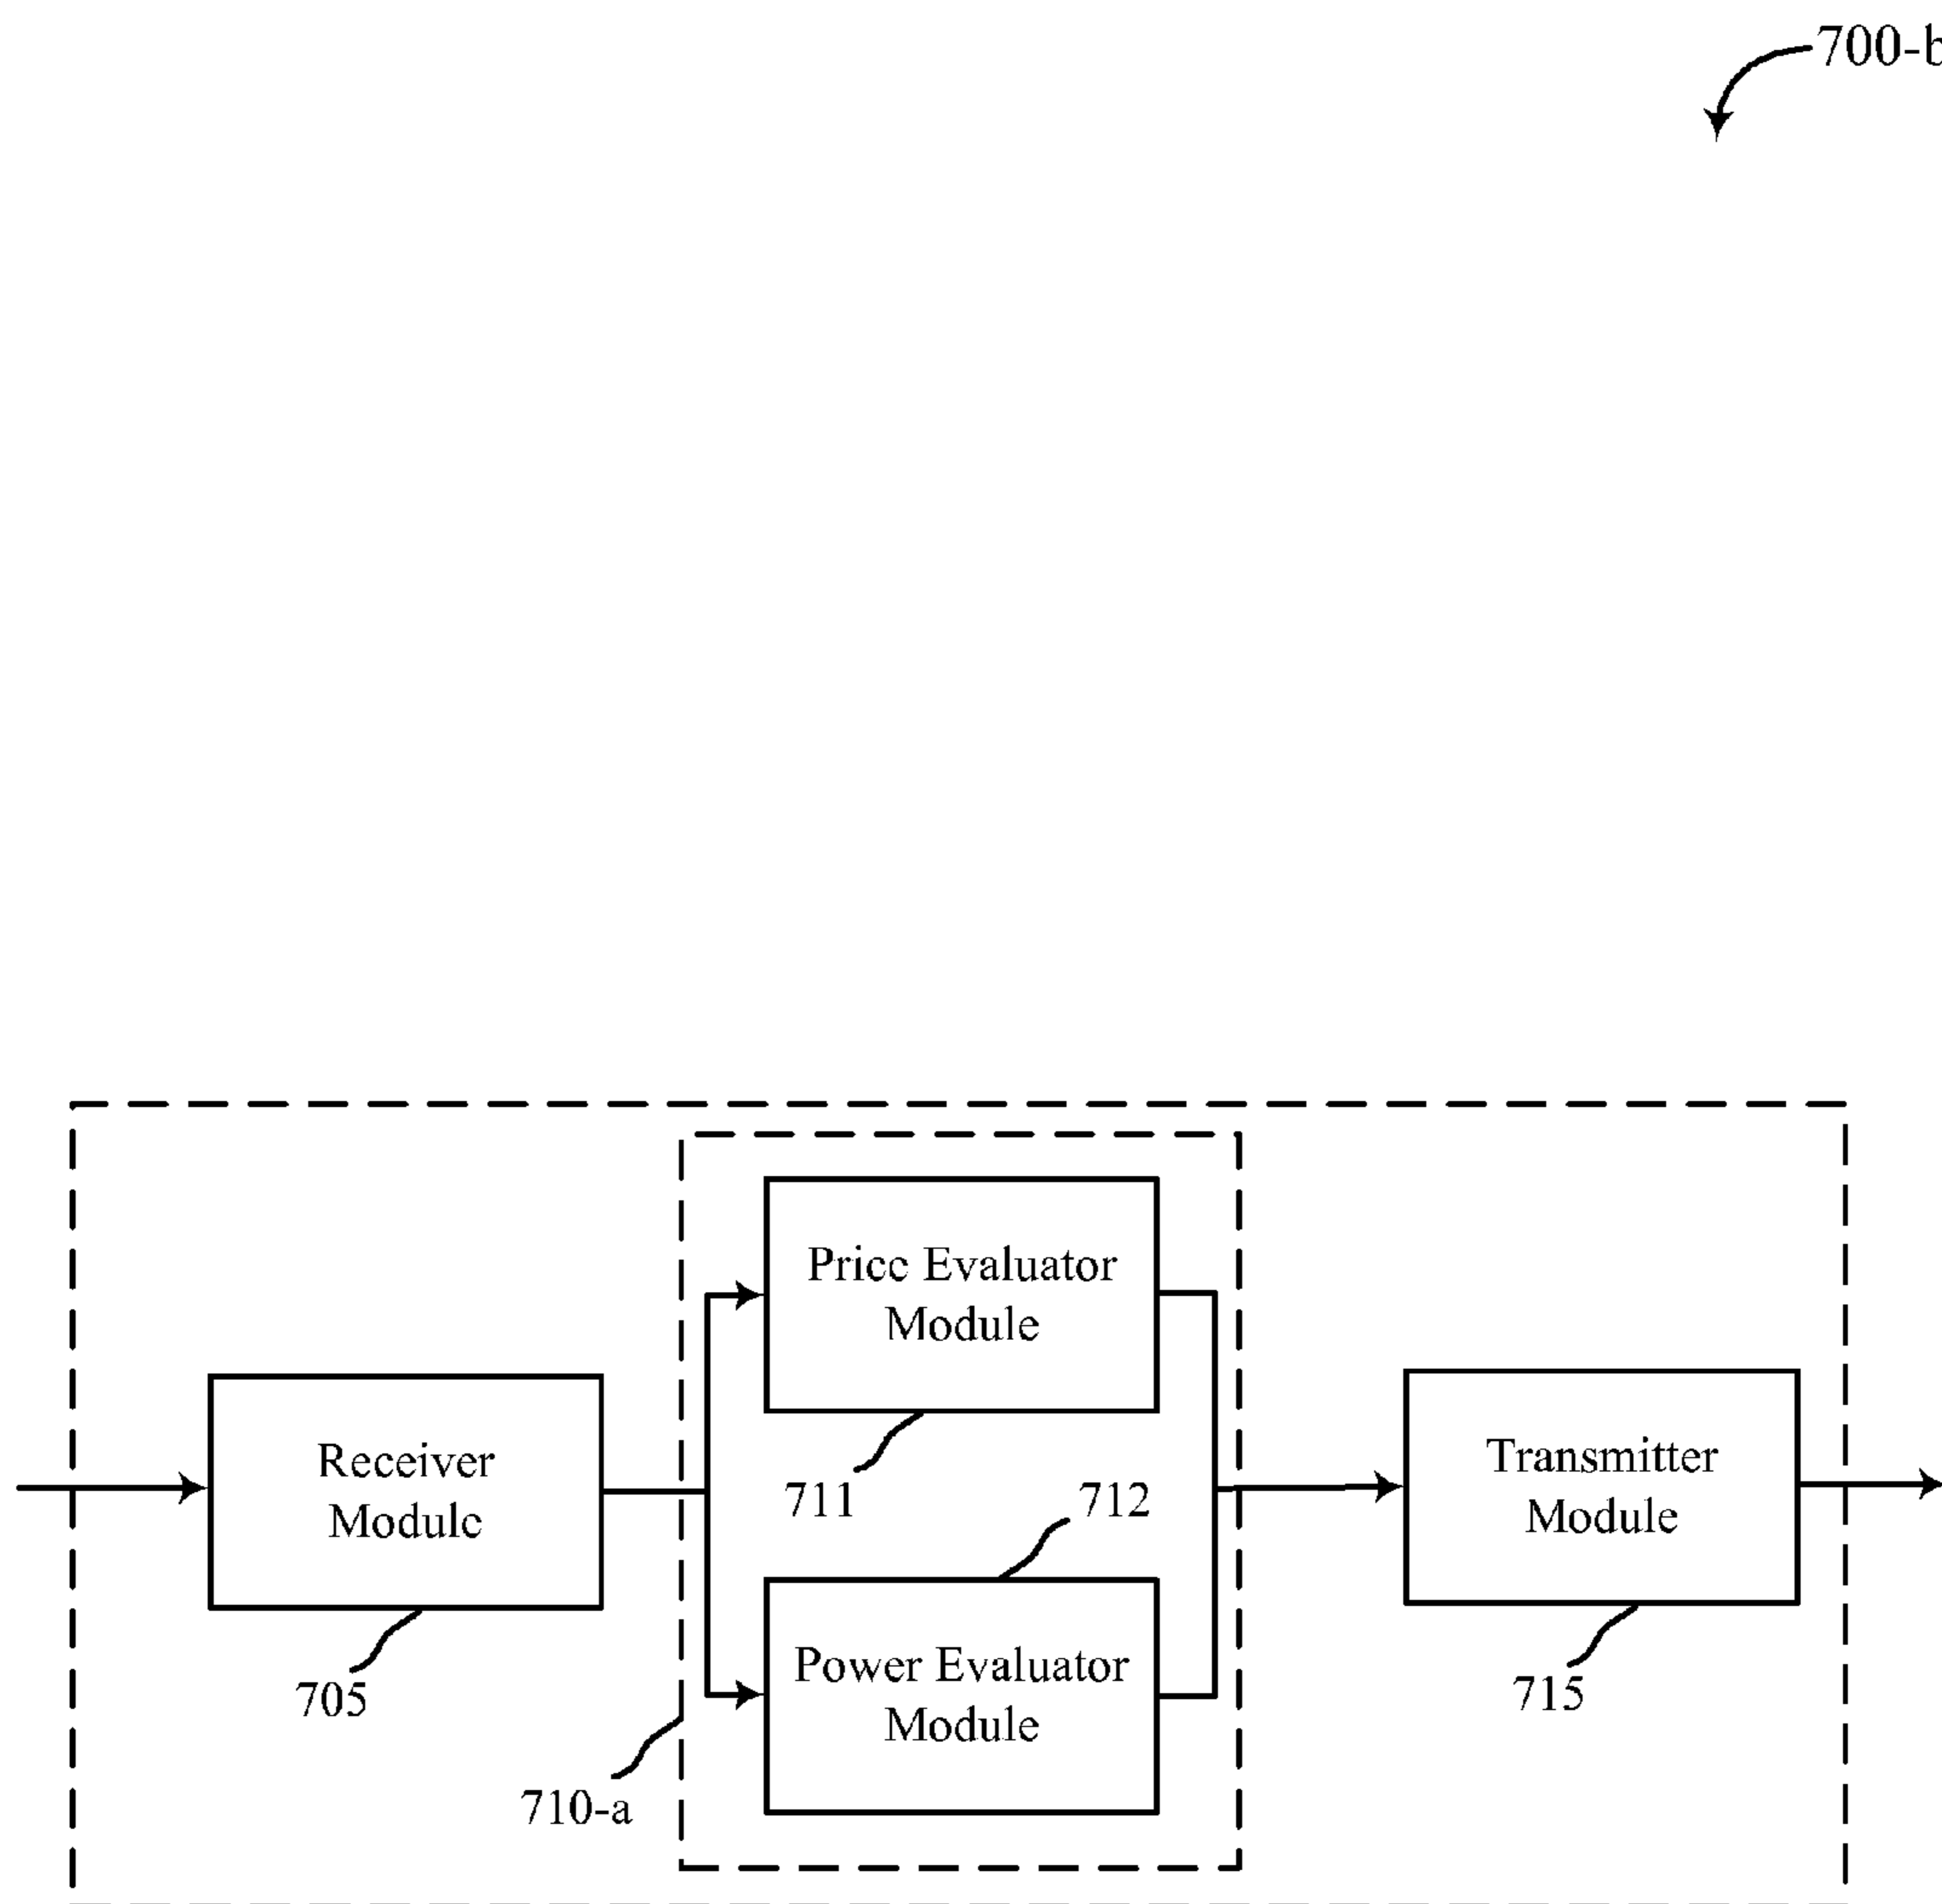 700-b
Price Evaluator
Module
Receiver
Module
Transmitter
Module
711
712
Power Evaluator
Module
705
715
710-a